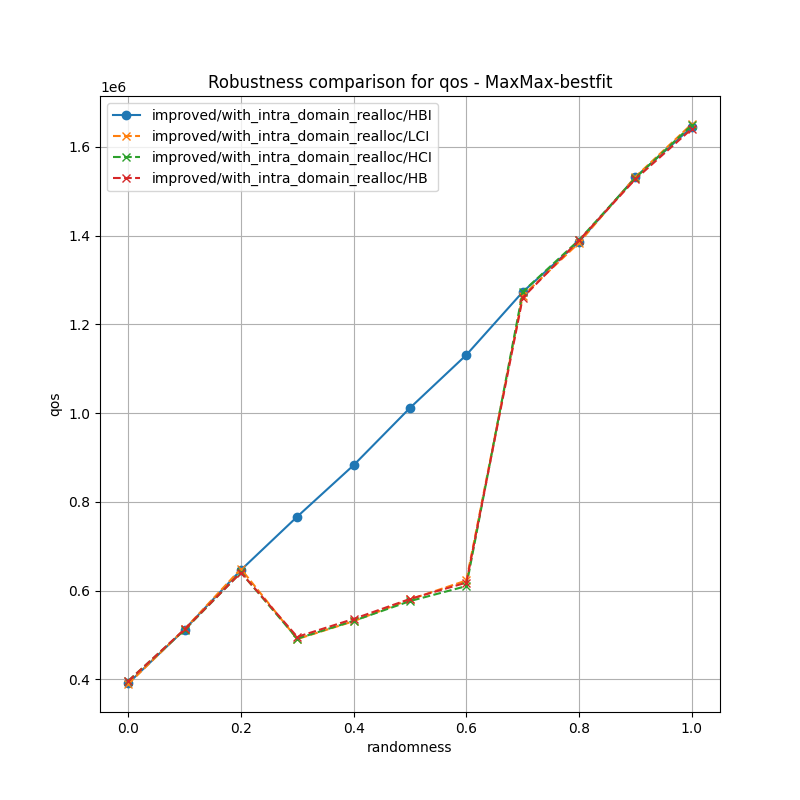 Robustness comparison for qos - MaxMax-bestfit
1e6
improved/with_intra_domain_realloc/HBI
improved/with_intra_domain_realloc/LCI
improved/with_intra_domain_realloc/HCI
improved/with_intra_domain_realloc/HB
1.6
1.4
1.2
1.0
0.8
0.6
0.4
qos
0.0 0.2 0.4 0.6 0.8 1.0
randomness